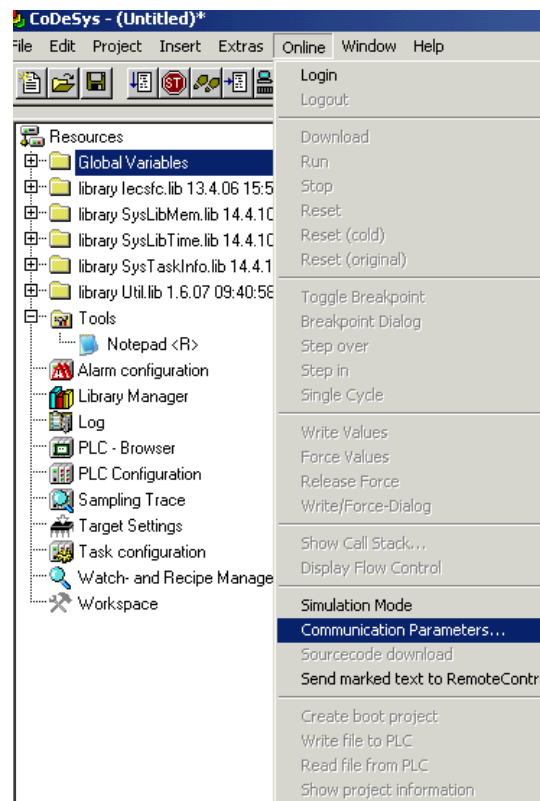 CoDeSys - (Untitled)*
File Edit Project Insert Extras Online Window Help
ST
Resources
Global Variables
library Iecsfc.lib 13.4.06 15:5
library SysLibMem.lib 14.4.10
library SysLibTime.lib 14.4.10
library SysTaskInfo.lib 14.4.1
library Util.lib 1.6.07 09:40:58
Tools
Notepad <R>
Alarm configuration
Library Manager
Log
PLC - Browser
PLC Configuration
Sampling Trace
Target Settings
Task configuration
Watch- and Recipe Manage
Workspace
Login
Logout
Download
Run
Stop
Reset
Reset (cold)
Reset (original)
Toggle Breakpoint
Breakpoint Dialog
Step over
Step in
Single Cycle
Write Values
Force Values
Release Force
Write/Force-Dialog
Show Call Stack...
Display Flow Control
Simulation Mode
Communication Parameters...
Sourcecode download
Send marked text to RemoteContr
Create boot project
Write file to PLC
Read file from PLC
Show project information